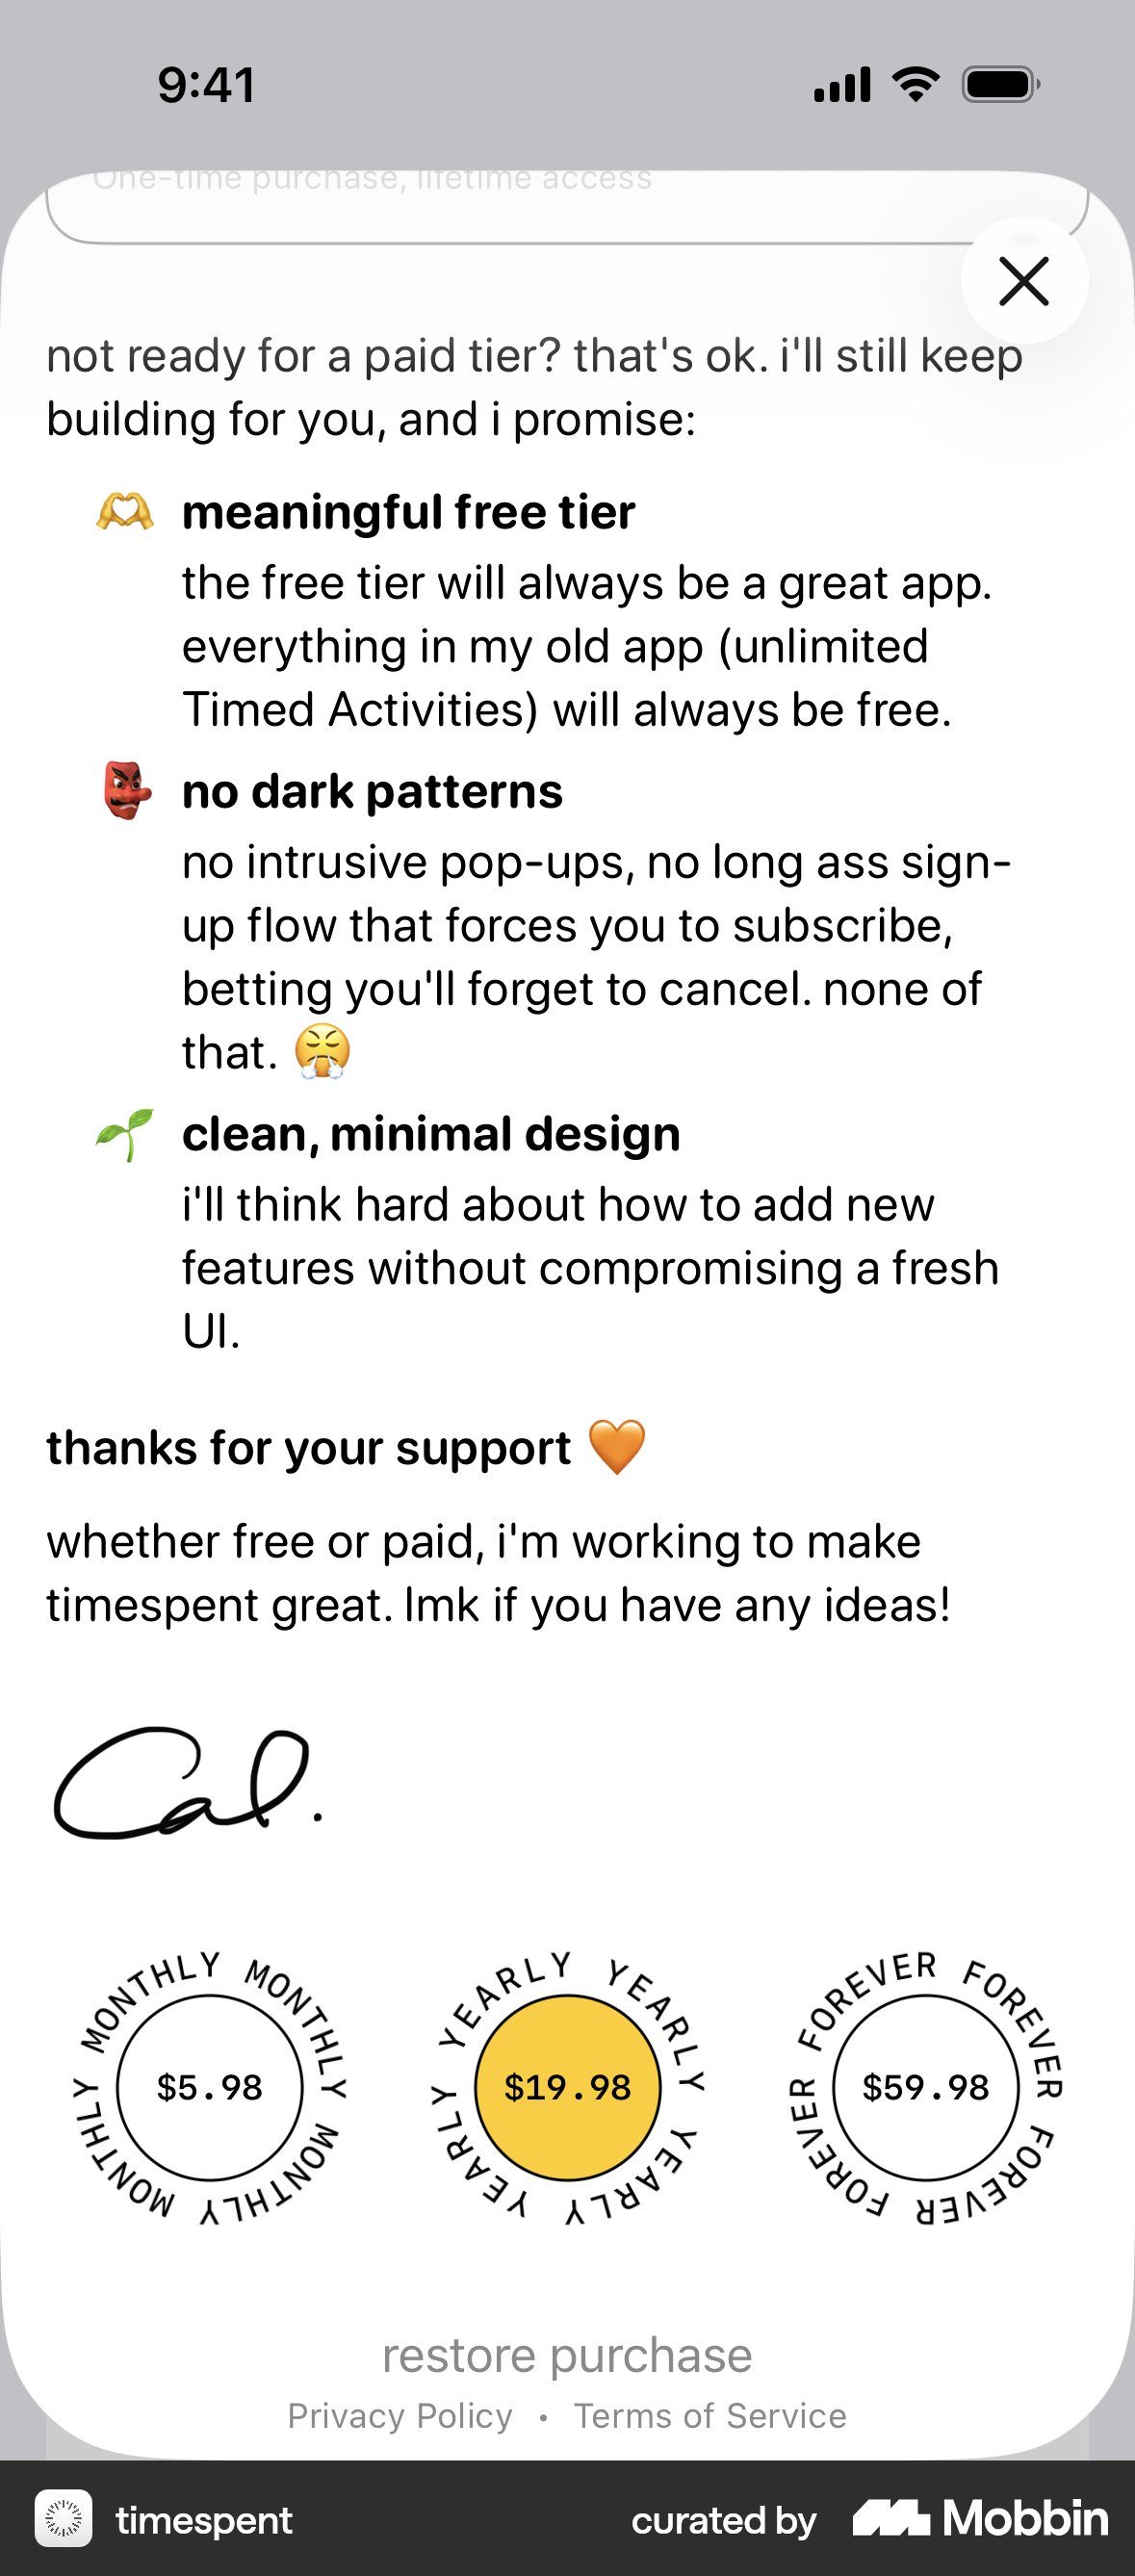 9:41
One-time purchase, lifetime access
not ready for a paid tier? that's ok. i'll still keep
building for you, and i promise:
🫶 meaningful free tier
the free tier will always be a great app.
everything in my old app (unlimited
Timed Activities) will always be free.
👺 no dark patterns
no intrusive pop-ups, no long ass sign-
up flow that forces you to subscribe,
betting you'll forget to cancel. none of
that. 😤
🌱 clean, minimal design
i'll think hard about how to add new
features without compromising a fresh
UI.
thanks for your support 🧡
whether free or paid, i'm working to make
timespent great. lmk if you have any ideas!
Cal.
MONTHLY MONTHLY MONTHLY MONTHLY
$5.98
YEARLY YEARLY YEARLY YEARLY
$19.98
FOREVER FOREVER FOREVER FOREVER
$59.98
restore purchase
Privacy Policy • Terms of Service
timespent
curated by Mobbin